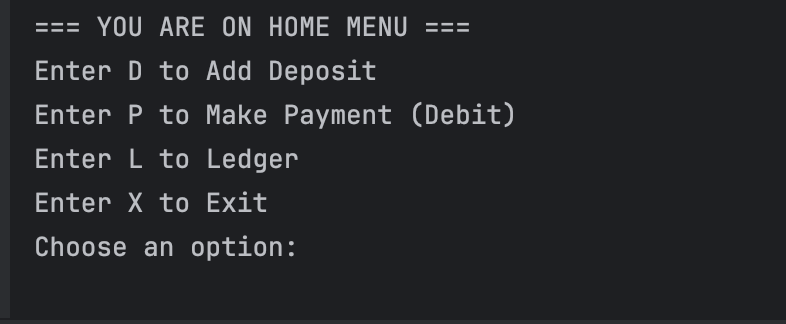 === YOU ARE ON HOME MENU ===
Enter D to Add Deposit
Enter P to Make Payment (Debit)
Enter L to Ledger
Enter X to Exit
Choose an option: